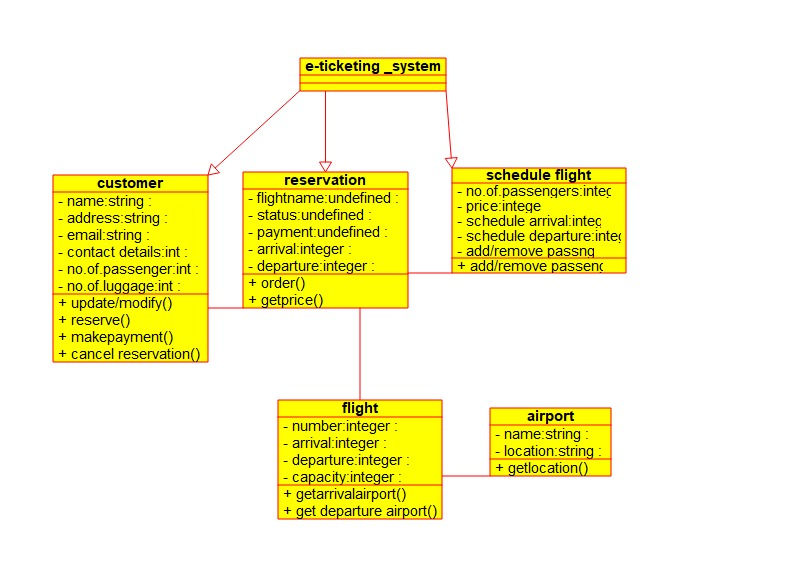 e-ticketing _system
customer
- name:string :
- address:string :
- email:string :
- contact details:int :
- no.of.passenger:int :
- no.of.luggage:int :
+ update/modify()
+ reserve()
+ makepayment()
+ cancel reservation()
reservation
- flightname:undefined :
- status:undefined :
- payment:undefined :
- arrival:integer :
- departure:integer :
+ order()
+ getprice()
schedule flight
- no.of.passengers:integ
- price:intege
- schedule arrival:integ
- schedule departure:integ
- add/remove passng
+ add/remove passeng
flight
- number:integer :
- arrival:integer :
- departure:integer :
- capacity:integer :
+ getarrivalairport()
+ get departure airport()
airport
- name:string :
- location:string :
+ getlocation()